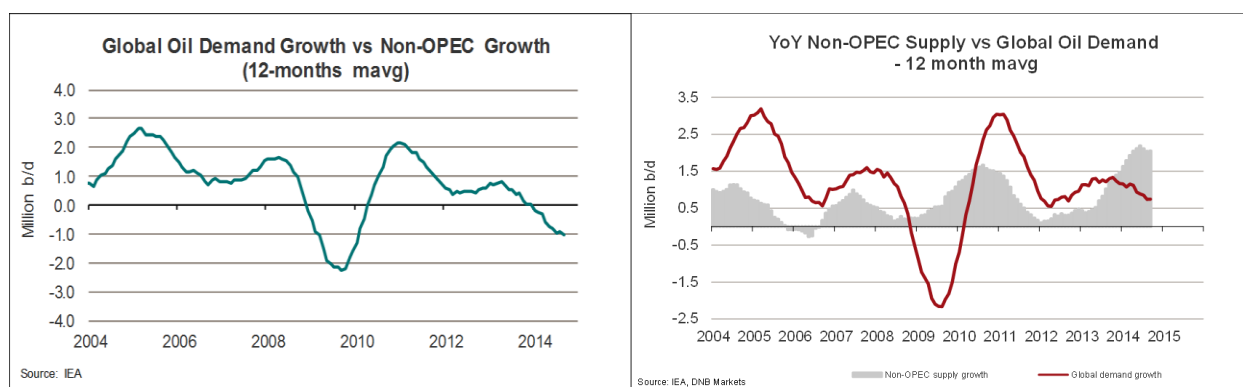 Global Oil Demand Growth vs Non-OPEC Growth
(12-months mavg)
Million b/d
4.0
3.0
2.0
1.0
0.0
-1.0
-2.0
-3.0
-4.0
2004 2006 2008 2010 2012 2014
Source: IEA
YoY Non-OPEC Supply vs Global Oil Demand
- 12 month mavg
Million b/d
3.5
2.5
1.5
0.5
-0.5
-1.5
-2.5
2004 2005 2006 2007 2008 2009 2010 2011 2012 2013 2014 2015
Source: IEA, DNB Markets
Non-OPEC supply growth Global demand growth